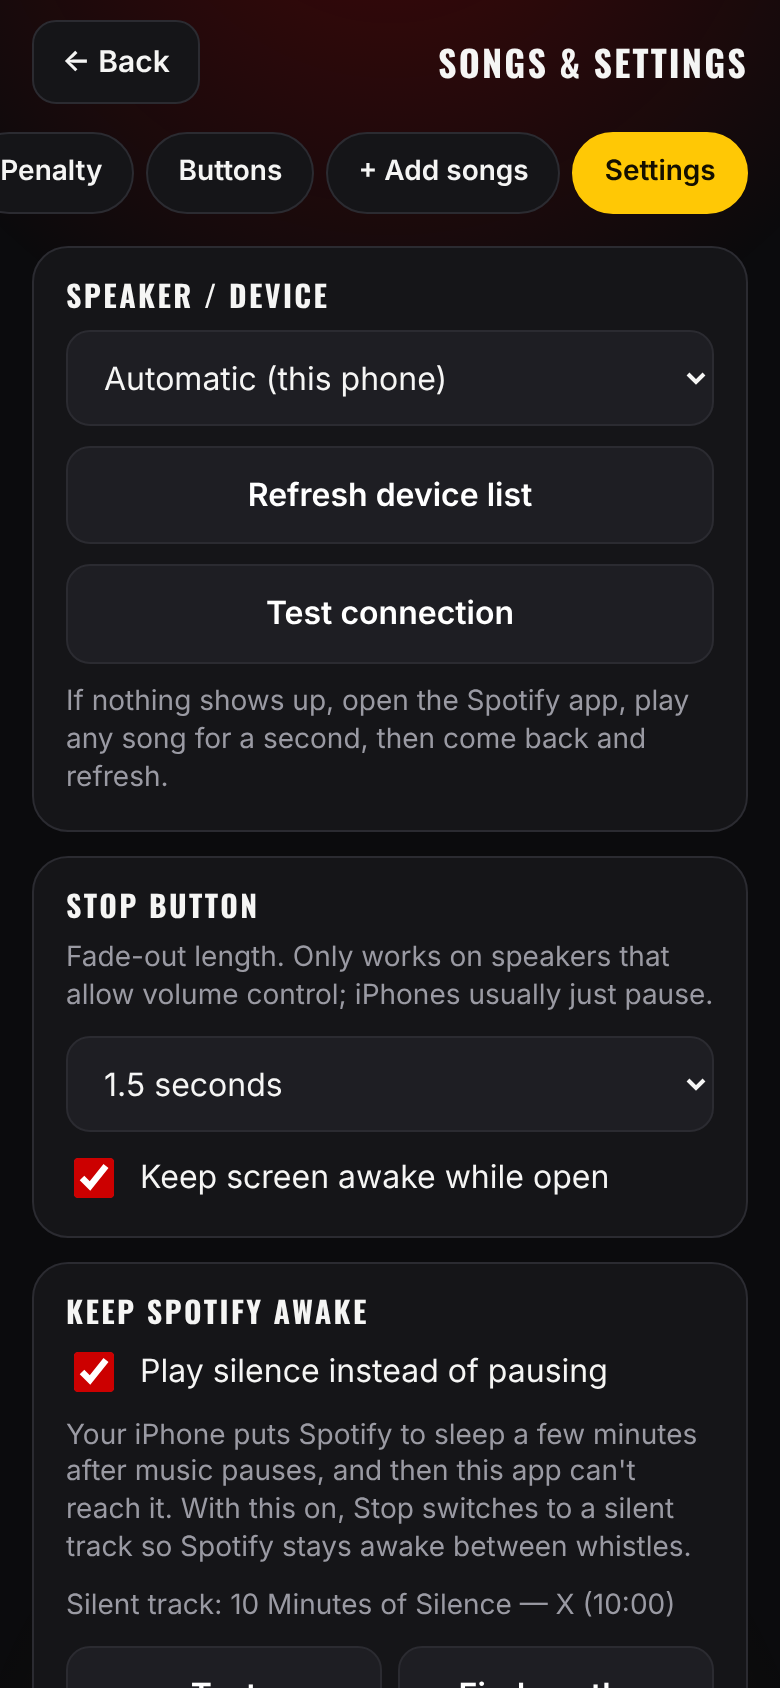 ← Back
SONGS & SETTINGS
Penalty
Buttons
+ Add songs
Settings
SPEAKER / DEVICE
Automatic (this phone)
Refresh device list
Test connection
If nothing shows up, open the Spotify app, play
any song for a second, then come back and
refresh.
STOP BUTTON
Fade-out length. Only works on speakers that
allow volume control; iPhones usually just pause.
1.5 seconds
Keep screen awake while open
KEEP SPOTIFY AWAKE
Play silence instead of pausing
Your iPhone puts Spotify to sleep a few minutes
after music pauses, and then this app can't
reach it. With this on, Stop switches to a silent
track so Spotify stays awake between whistles.
Silent track: 10 Minutes of Silence — X (10:00)